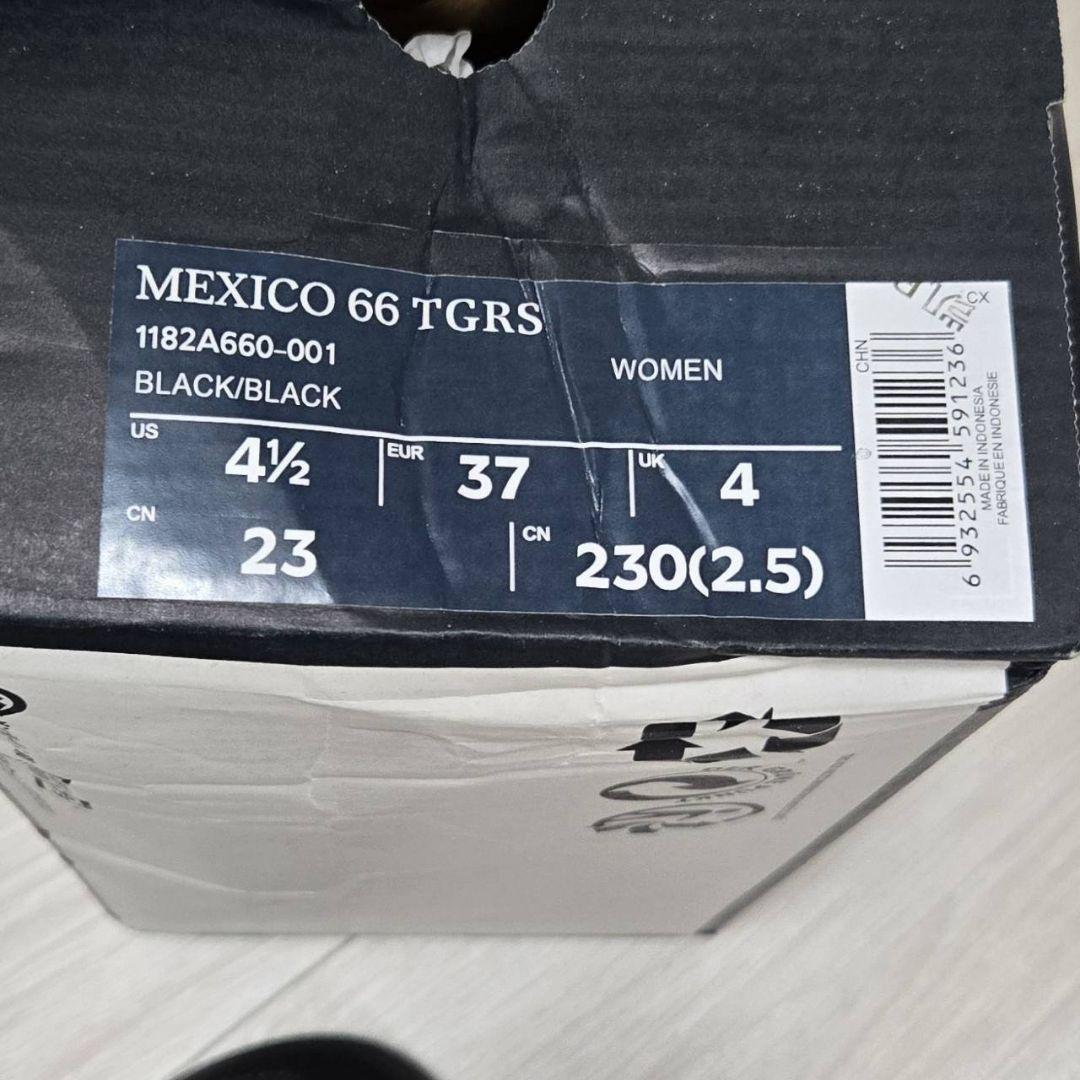 MEXICO 66 TGRS
1182A660-001
BLACK/BLACK
WOMEN
US 4½ EUR 37 UK 4
CN 23 CN 230(2.5)
CHN
CX
6 932554 591236
MADE IN INDONESIA
FABRIQUE EN INDONESIE